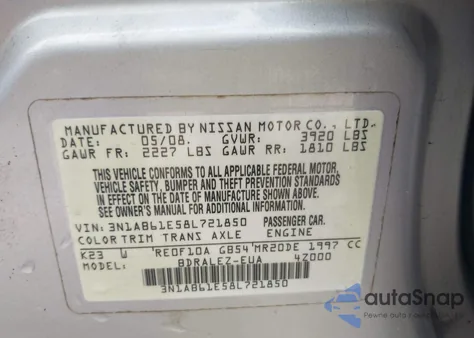 MANUFACTURED BY NISSAN MOTOR CO., LTD.
DATE: 05/08. GVWR: 3920 LBS
GAWR FR: 2227 LBS GAWR RR: 1810 LBS
THIS VEHICLE CONFORMS TO ALL APPLICABLE FEDERAL MOTOR,
VEHICLE SAFETY, BUMPER AND THEFT PREVENTION STANDARDS
IN EFFECT ON THE DATE OF MANUFACTURE SHOWN ABOVE.
SEE OWNER'S MANUAL FOR ADDITIONAL INFORMATION
VIN: 3N1AB61E58L721850 PASSENGER CAR.
COLOR TRIM TRANS AXLE ENGINE
K23 U RE0F10A GB54 MR20DE 1997 CC
MODEL: BDRALEZ-EUA 4Z000
3N1AB61E58L721850
autoSnap